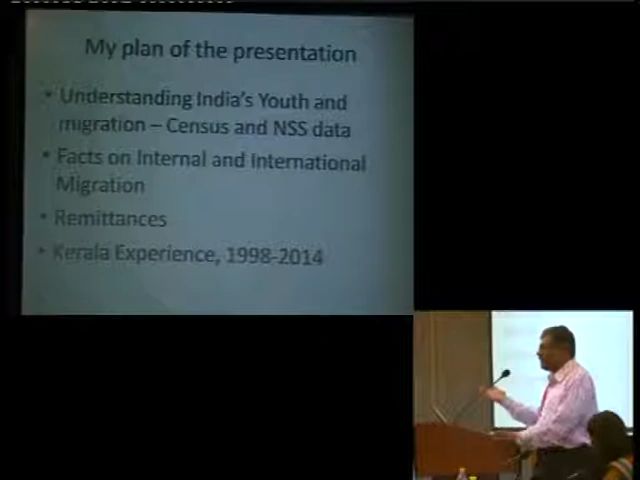 My plan of the presentation
• Understanding India's Youth and
migration – Census and NSS data
• Facts on Internal and International
Migration
• Remittances
• Kerala Experience, 1998-2014